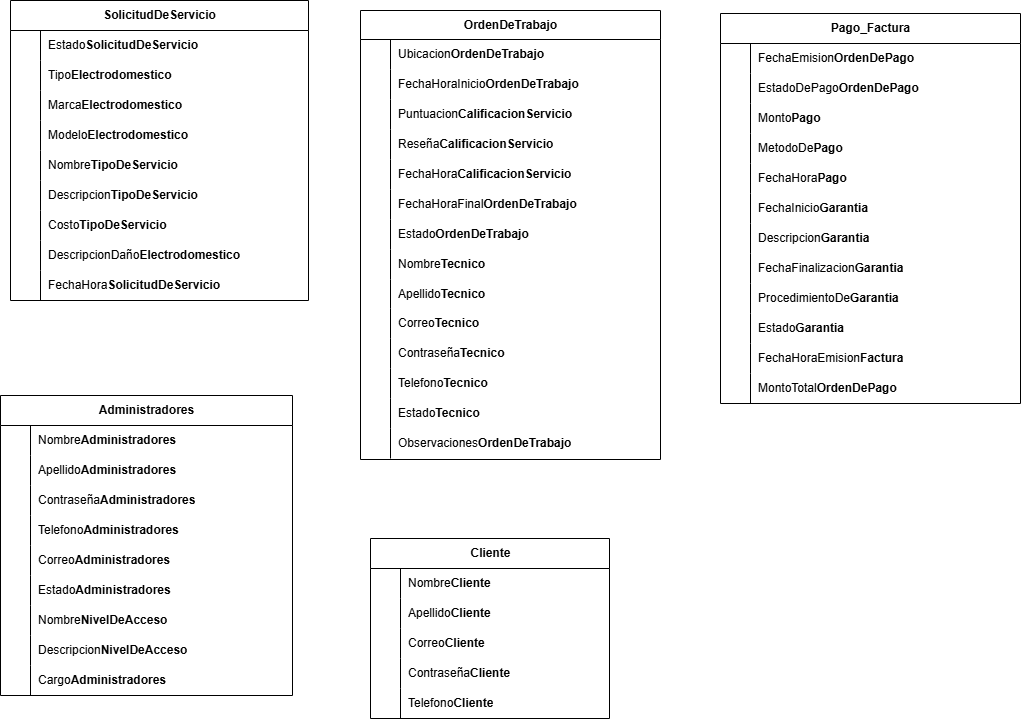 SolicitudDeServicio
EstadoSolicitudDeServicio
TipoElectrodomestico
MarcaElectrodomestico
ModeloElectrodomestico
NombreTipoDeServicio
DescripcionTipoDeServicio
CostoTipoDeServicio
DescripcionDañoElectrodomestico
FechaHoraSolicitudDeServicio
OrdenDeTrabajo
UbicacionOrdenDeTrabajo
FechaHoraInicioOrdenDeTrabajo
PuntuacionCalificacionServicio
ReseñaCalificacionServicio
FechaHoraCalificacionServicio
FechaHoraFinalOrdenDeTrabajo
EstadoOrdenDeTrabajo
NombreTecnico
ApellidoTecnico
CorreoTecnico
ContraseñaTecnico
TelefonoTecnico
EstadoTecnico
ObservacionesOrdenDeTrabajo
Pago_Factura
FechaEmisionOrdenDePago
EstadoDePagoOrdenDePago
MontoPago
MetodoDePago
FechaHoraPago
FechaInicioGarantia
DescripcionGarantia
FechaFinalizacionGarantia
ProcedimientoDeGarantia
EstadoGarantia
FechaHoraEmisionFactura
MontoTotalOrdenDePago
Administradores
NombreAdministradores
ApellidoAdministradores
ContraseñaAdministradores
TelefonoAdministradores
CorreoAdministradores
EstadoAdministradores
NombreNivelDeAcceso
DescripcionNivelDeAcceso
CargoAdministradores
Cliente
NombreCliente
ApellidoCliente
CorreoCliente
ContraseñaCliente
TelefonoCliente